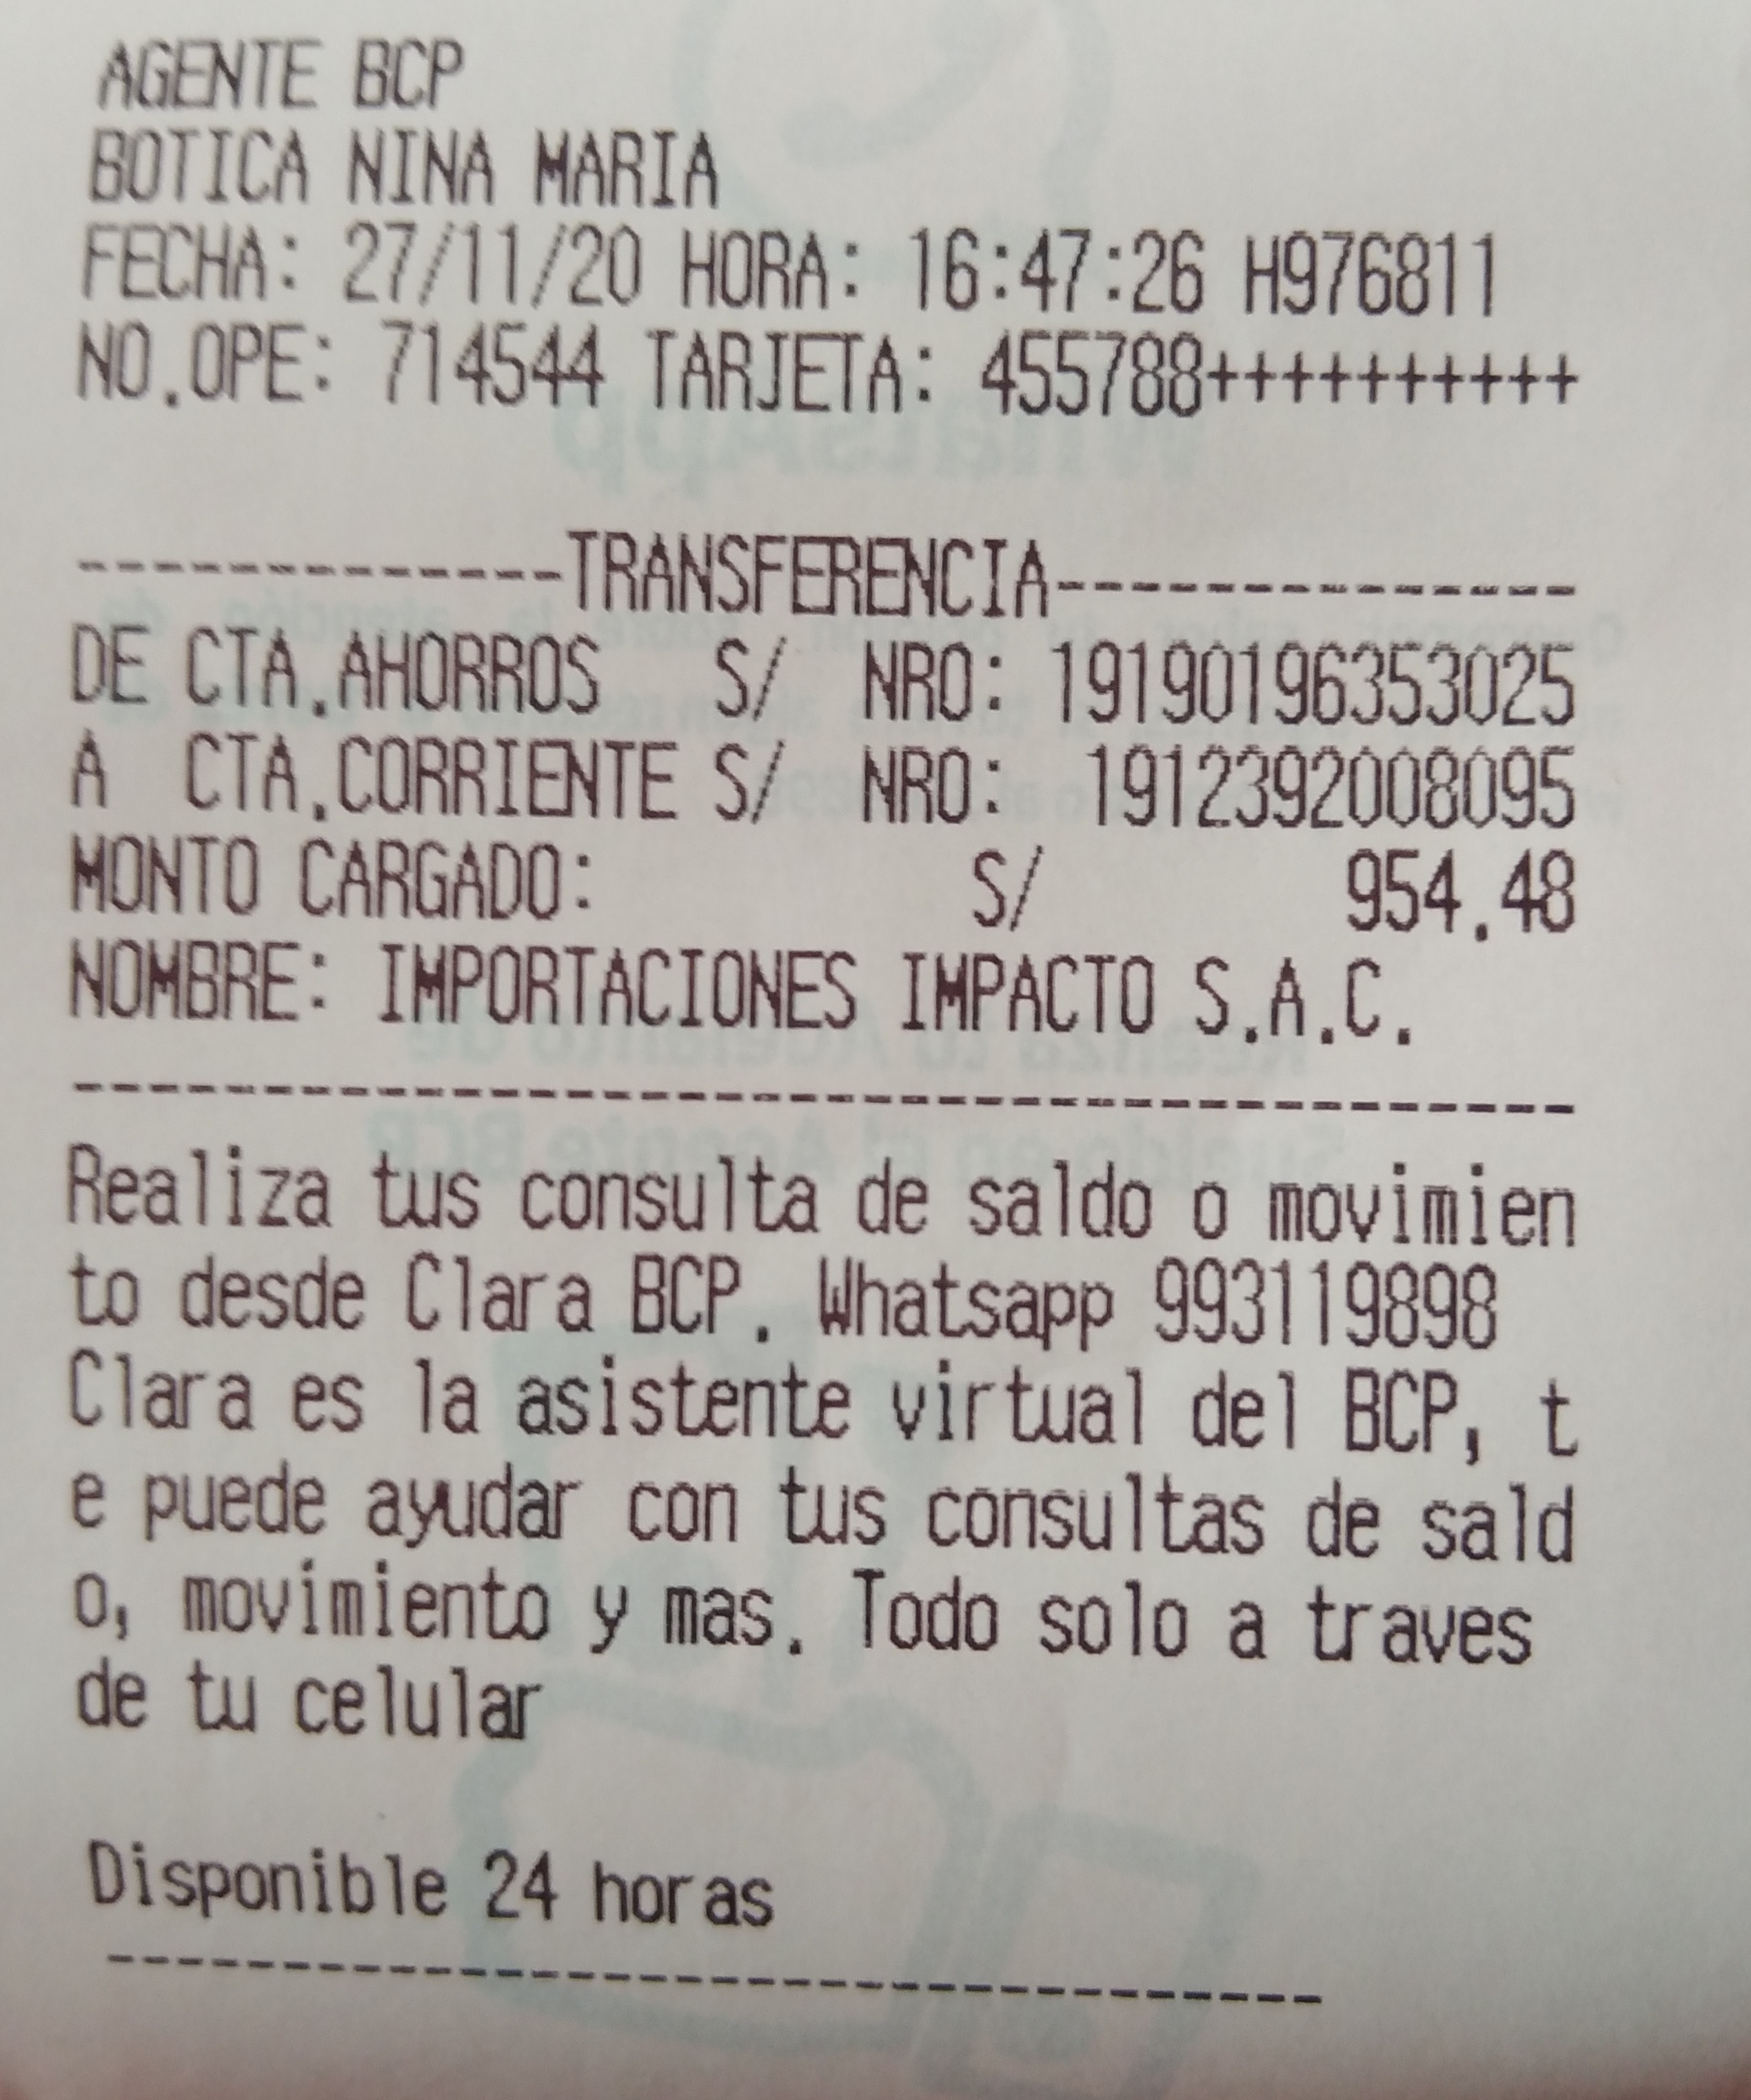 AGENTE BCP
BOTICA NINA MARIA
FECHA: 27/11/20 HORA: 16:47:26 H976811
NO.OPE: 714544 TARJETA: 455788++++++++++
-------------TRANSFERENCIA--------------
DE CTA.AHORROS S/ NRO: 19190196353025
A CTA.CORRIENTE S/ NRO: 1912392008095
MONTO CARGADO: S/ 954.48
NOMBRE: IMPORTACIONES IMPACTO S.A.C.
----------------------------------------
Realiza tus consulta de saldo o movimien
to desde Clara BCP. Whatsapp 993119898
Clara es la asistente virtual del BCP, t
e puede ayudar con tus consultas de sald
o, movimiento y mas. Todo solo a traves
de tu celular
Disponible 24 horas
----------------------------------